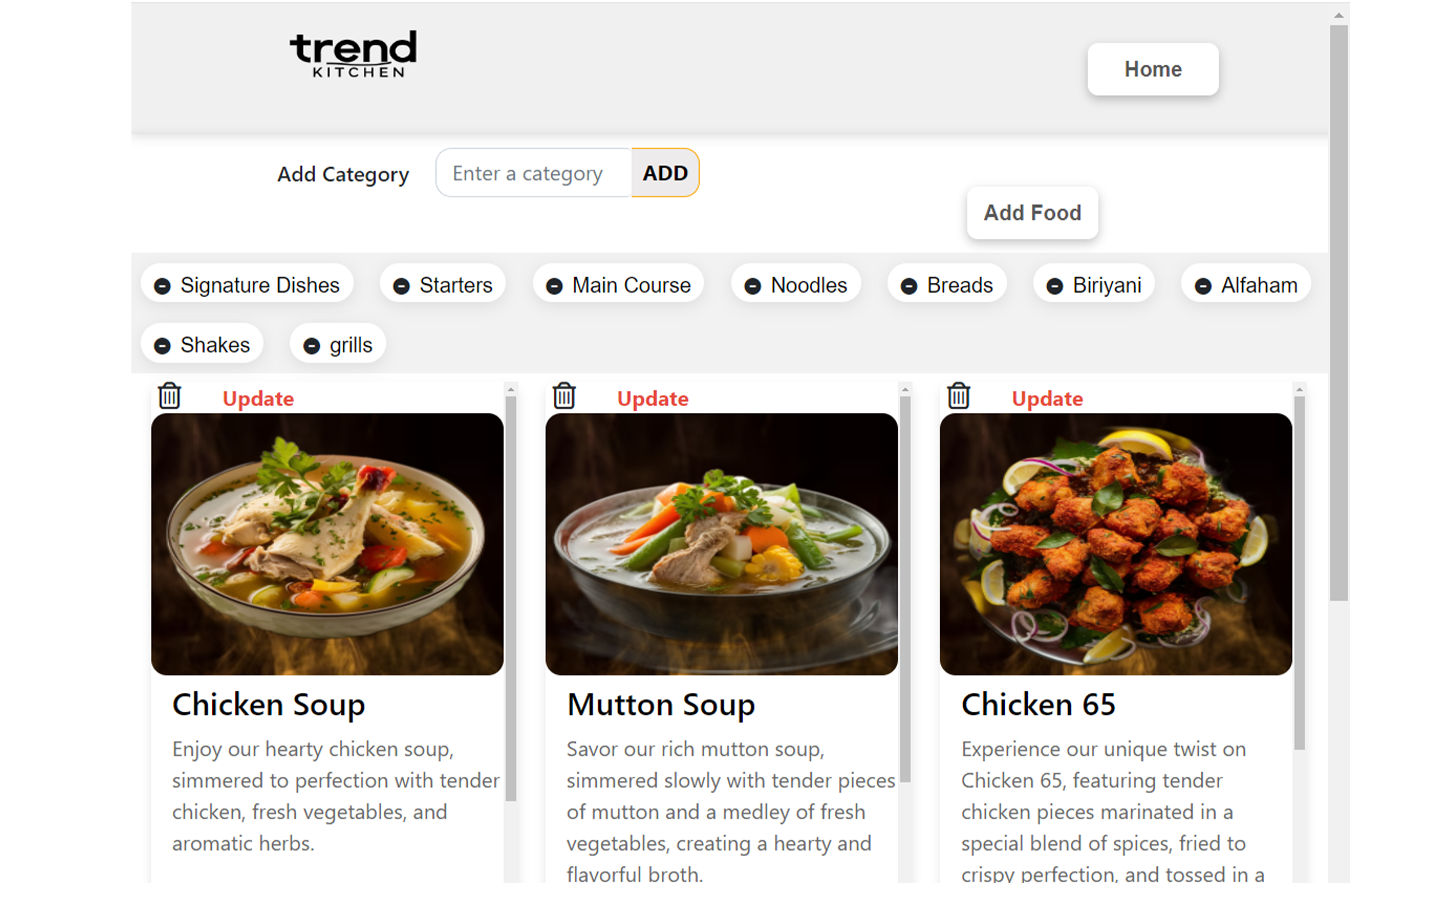 trend
KITCHEN
Home
Add Category
Enter a category
ADD
Add Food
Signature Dishes
Starters
Main Course
Noodles
Breads
Biriyani
Alfaham
Shakes
grills
Update
Update
Update
Chicken Soup
Enjoy our hearty chicken soup,
simmered to perfection with tender
chicken, fresh vegetables, and
aromatic herbs.
Mutton Soup
Savor our rich mutton soup,
simmered slowly with tender pieces
of mutton and a medley of fresh
vegetables, creating a hearty and
flavorful broth.
Chicken 65
Experience our unique twist on
Chicken 65, featuring tender
chicken pieces marinated in a
special blend of spices, fried to
crispy perfection, and tossed in a